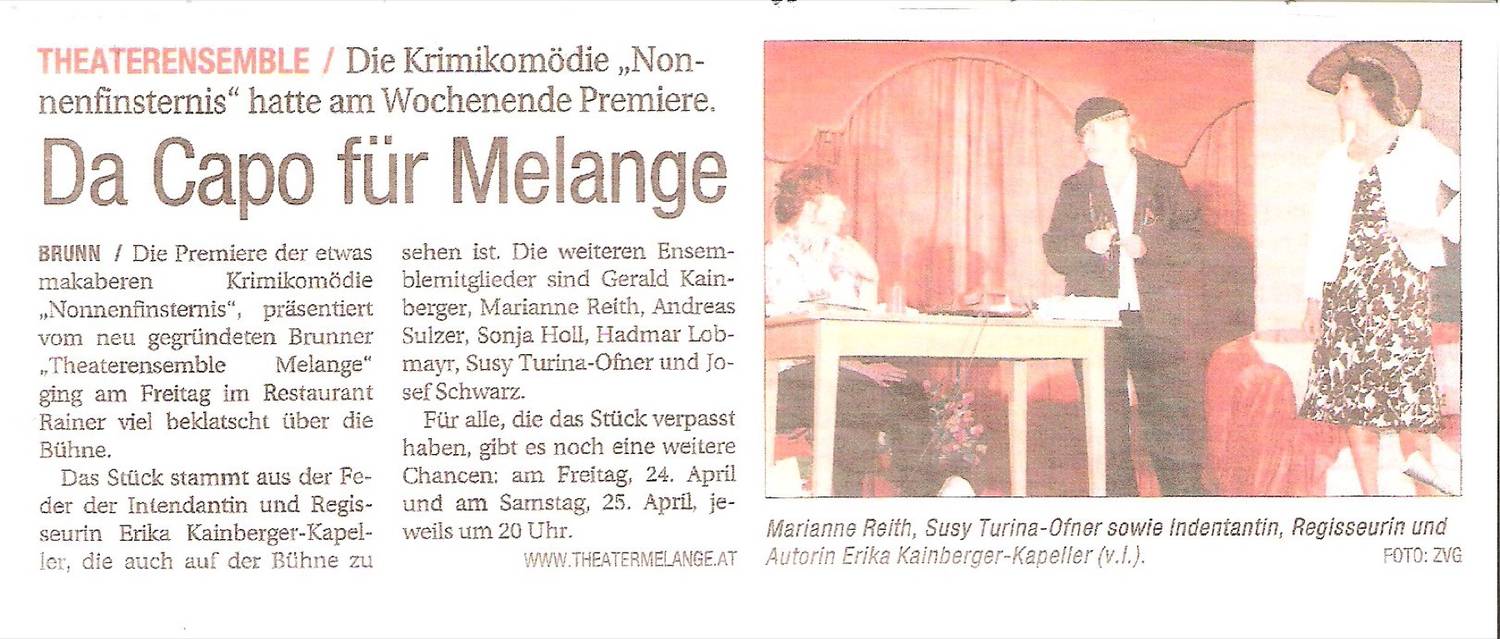 THEATERENSEMBLE / Die Krimikomödie „Non-
nenfinsternis“ hatte am Wochenende Premiere.
Da Capo für Melange
BRUNN / Die Premiere der etwas
makaberen Krimikomödie
„Nonnenfinsternis“, präsentiert
vom neu gegründeten Brunner
„Theaterensemble Melange“
ging am Freitag im Restaurant
Rainer viel beklatscht über die
Bühne.
Das Stück stammt aus der Fe-
der der Intendantin und Regis-
seurin Erika Kainberger-Kapel-
ler, die auch auf der Bühne zu
sehen ist. Die weiteren Ensem-
blemitglieder sind Gerald Kain-
berger, Marianne Reith, Andreas
Sulzer, Sonja Holl, Hadmar Lob-
mayr, Susy Turina-Ofner und Jo-
sef Schwarz.
Für alle, die das Stück verpasst
haben, gibt es noch eine weitere
Chancen: am Freitag, 24. April
und am Samstag, 25. April, je-
weils um 20 Uhr.
WWW.THEATERMELANGE.AT
Marianne Reith, Susy Turina-Ofner sowie Indentantin, Regisseurin und
Autorin Erika Kainberger-Kapeller (v.l.).
FOTO: ZVG